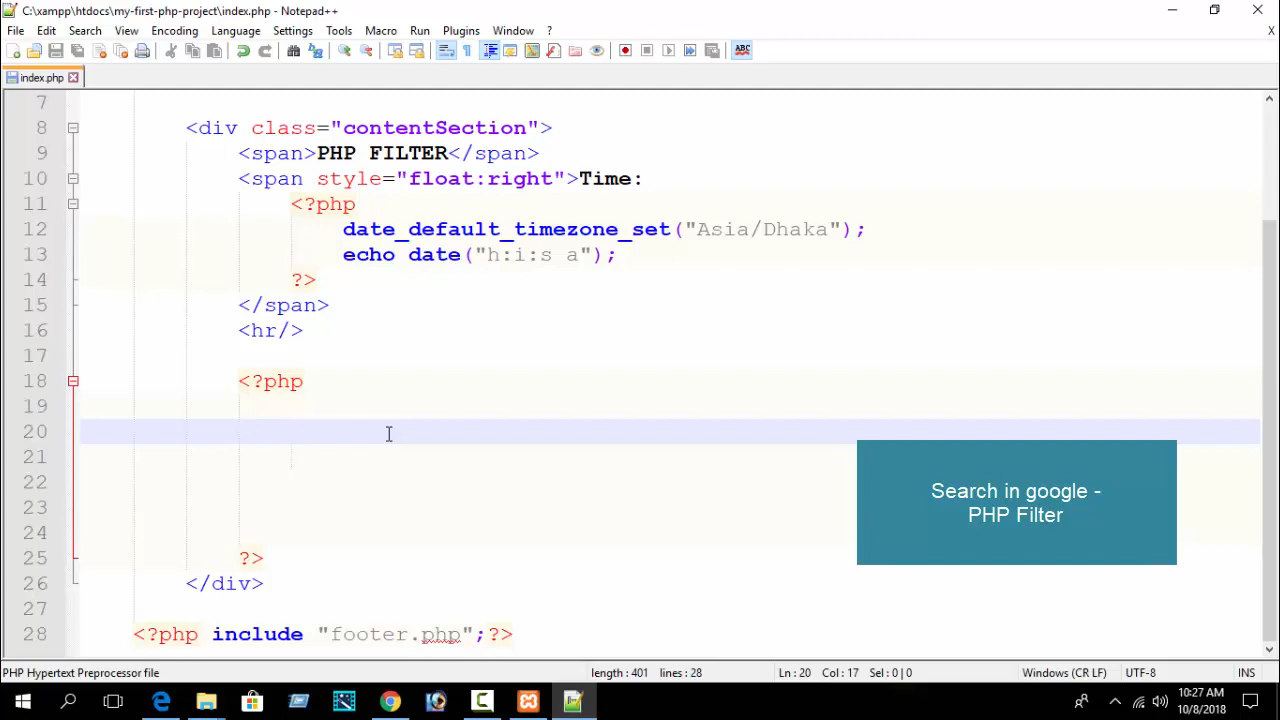 C:\xampp\htdocs\my-first-php-project\index.php - Notepad++
File Edit Search View Encoding Language Settings Tools Macro Run Plugins Window ? X
ABC
index.php
7
8 <div class="contentSection">
9 <span>PHP FILTER</span>
10 <span style="float:right">Time:
11 <?php
12 date_default_timezone_set("Asia/Dhaka");
13 echo date("h:i:s a");
14 ?>
15 </span>
16 <hr/>
17
18 <?php
19
20
21
22
23
24
25 ?>
26 </div>
27
28 <?php include "footer.php";?>
Search in google -
PHP Filter
PHP Hypertext Preprocessor file length : 401 lines : 28 Ln : 20 Col : 17 Sel : 0 | 0 Windows (CR LF) UTF-8 INS
10:27 AM
10/8/2018